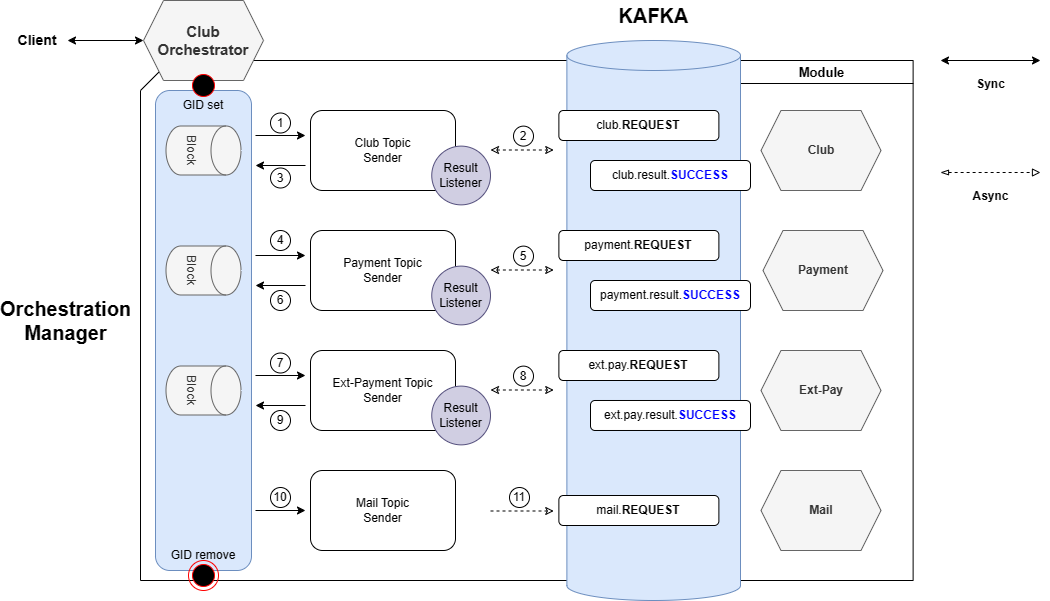 KAFKA
Client
Club
Orchestrator
Module
Sync
GID set
Block
1
Club Topic
Sender
Result
Listener
2
3
club.REQUEST
club.result.SUCCESS
Club
Async
Block
4
Payment Topic
Sender
Result
Listener
5
6
payment.REQUEST
payment.result.SUCCESS
Payment
Orchestration
Manager
Block
7
Ext-Payment Topic
Sender
Result
Listener
8
9
ext.pay.REQUEST
ext.pay.result.SUCCESS
Ext-Pay
10
Mail Topic
Sender
11
mail.REQUEST
Mail
GID remove